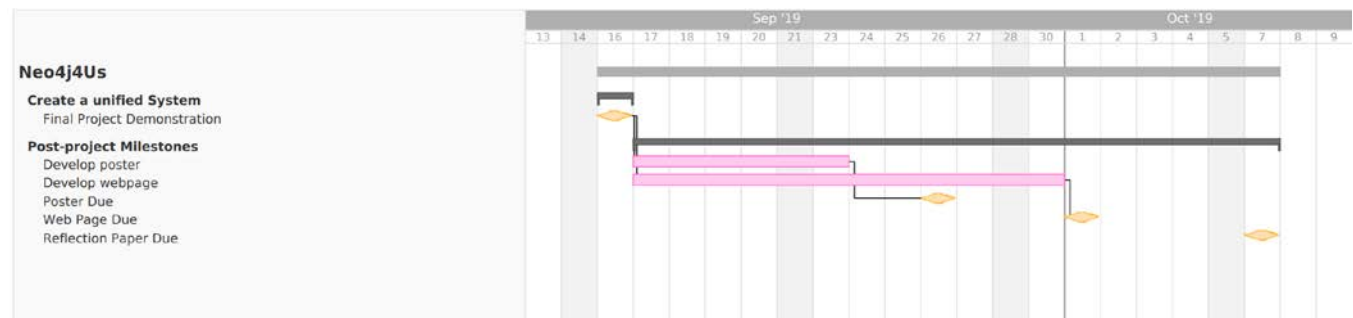 Sep '19 Oct '19
13 14 16 17 18 19 20 21 23 24 25 26 27 28 30 1 2 3 4 5 7 8 9
Neo4j4Us
Create a unified System
Final Project Demonstration
Post-project Milestones
Develop poster
Develop webpage
Poster Due
Web Page Due
Reflection Paper Due